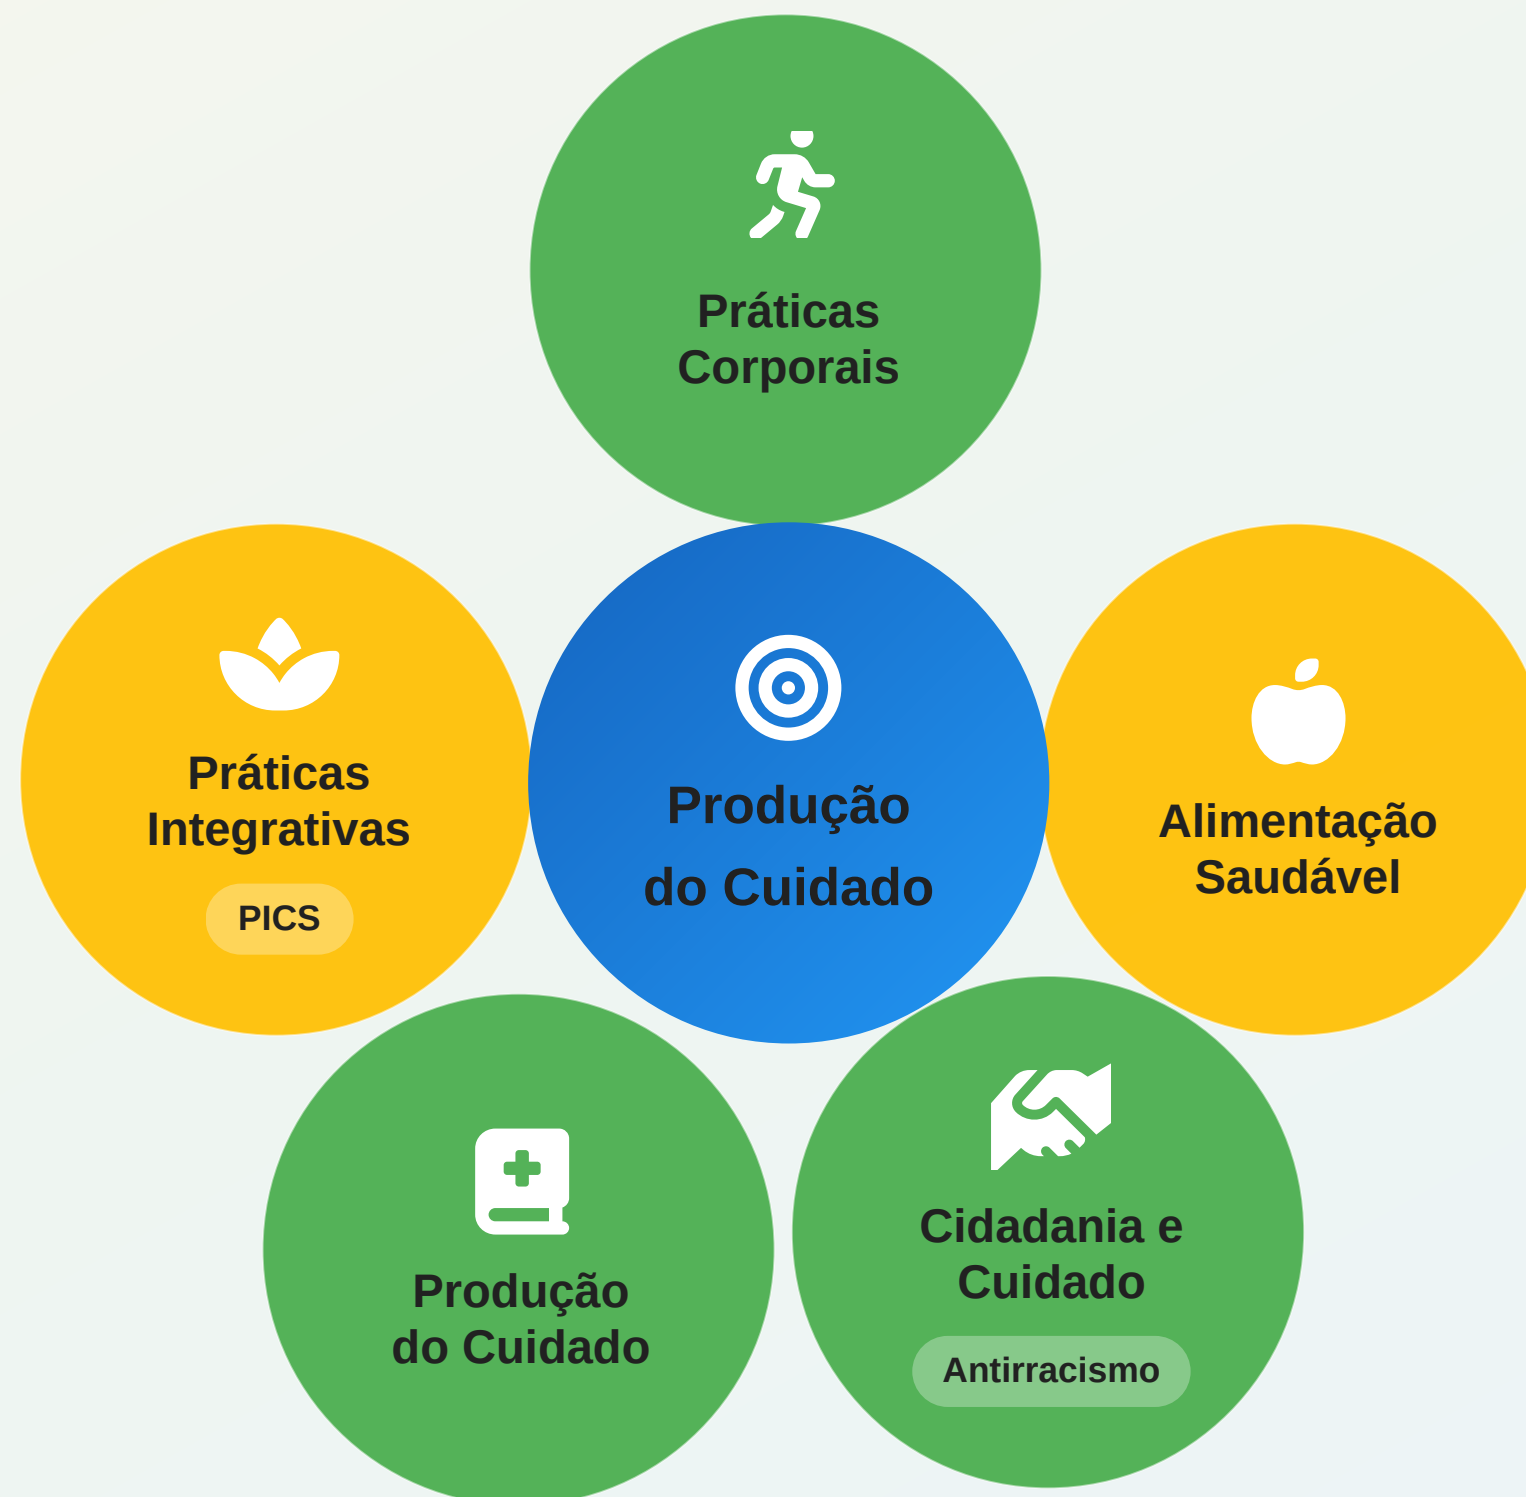 Práticas
Corporais
Práticas
Integrativas
PICS
Produção
do Cuidado
Alimentação
Saudável
Produção
do Cuidado
Cidadania e
Cuidado
Antirracismo